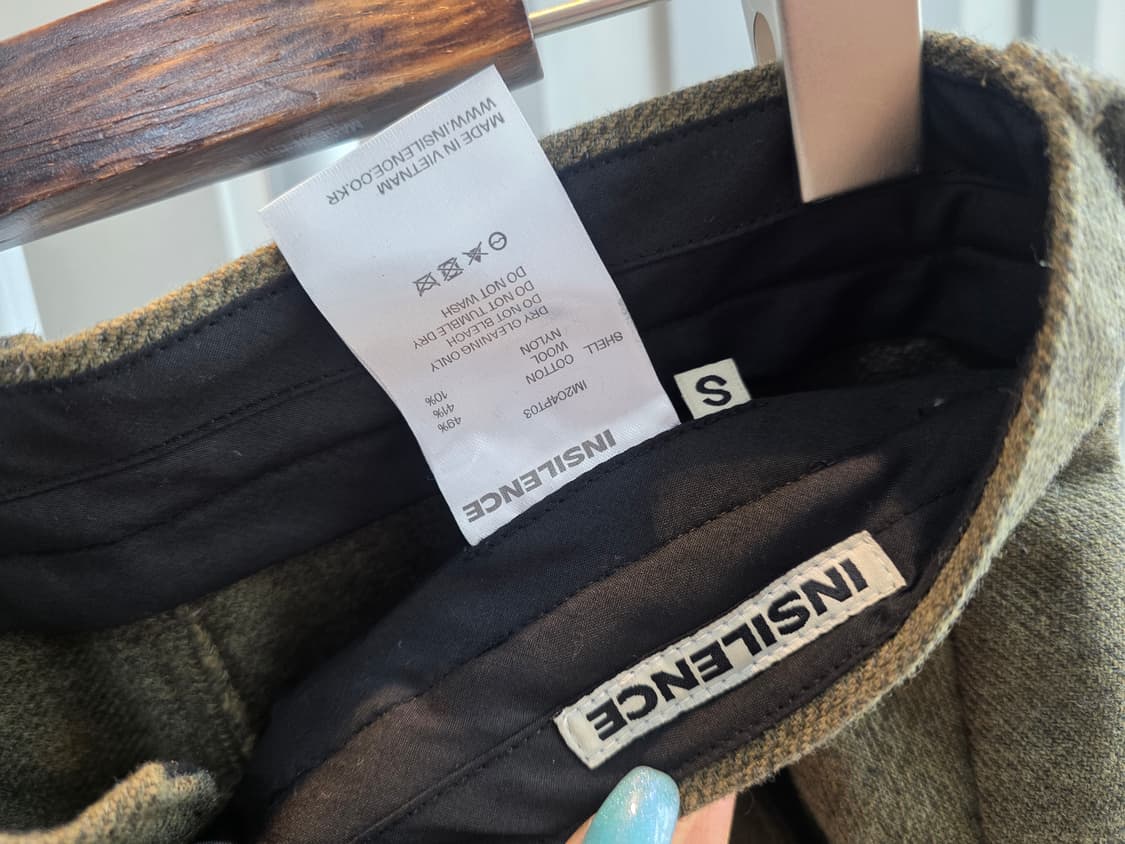 INSILENCE
IM204PT03
SHELL COTTON 49%
WOOL 41%
NYLON 10%
DRY CLEANING ONLY
DO NOT BLEACH
DO NOT TUMBLE DRY
DO NOT WASH
MADE IN VIETNAM
WWW.INSILENCE.CO.KR
S
INSILENCE